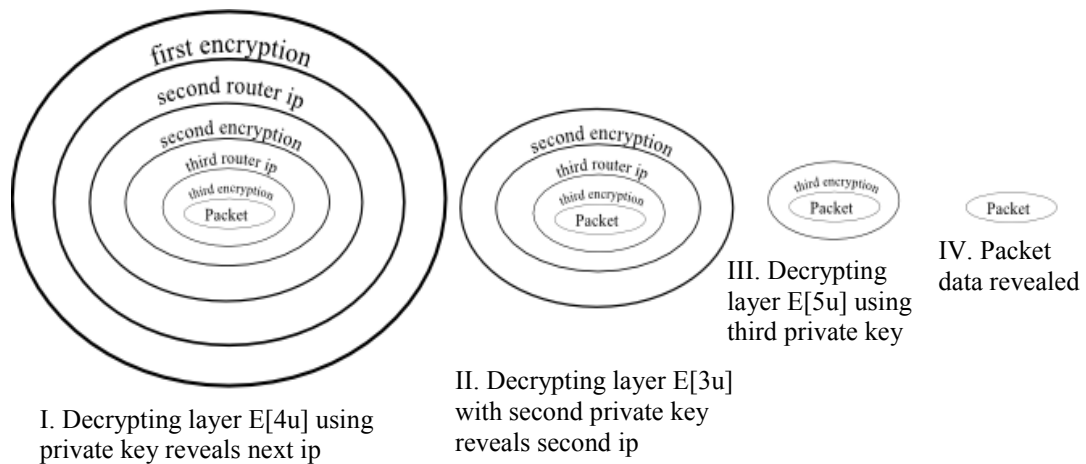 first encryption
second router ip
second encryption
third router ip
third encryption
Packet
I. Decrypting layer E[4u] using
private key reveals next ip
second encryption
third router ip
third encryption
Packet
II. Decrypting layer E[3u]
with second private key
reveals second ip
third encryption
Packet
III. Decrypting
layer E[5u] using
third private key
Packet
IV. Packet
data revealed